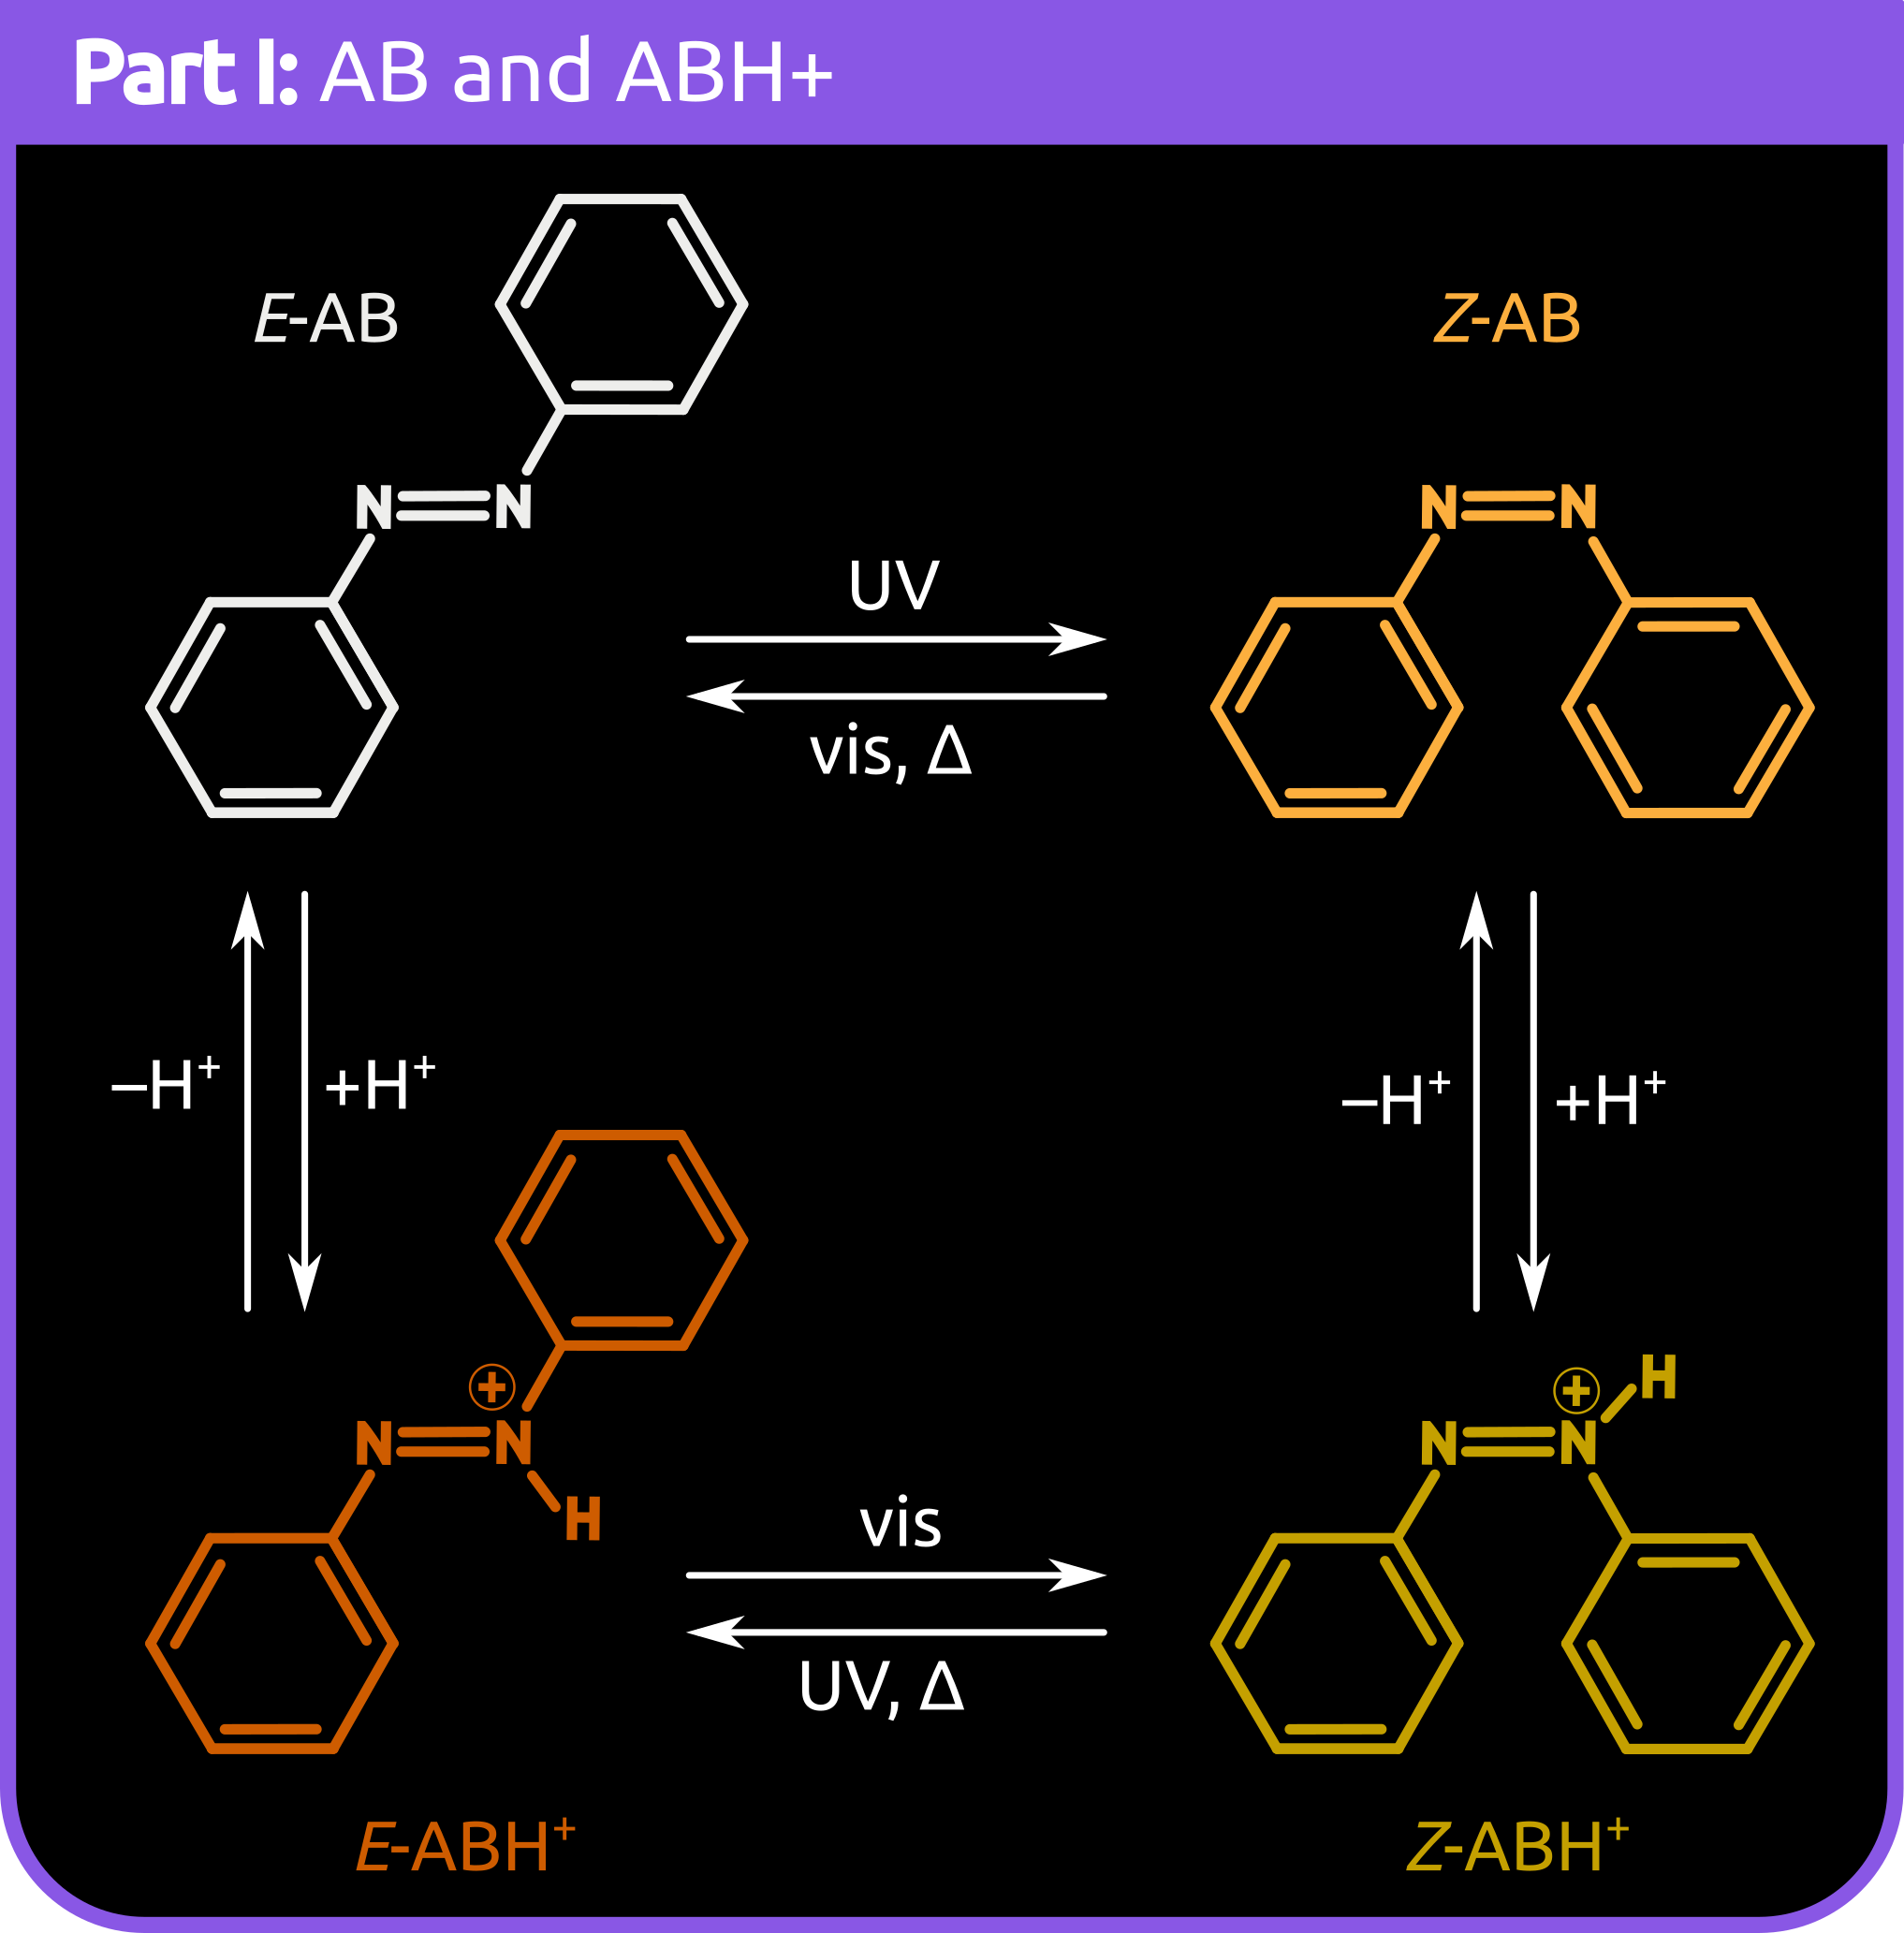 Part I: AB and ABH+
E-AB
Z-AB
N N
N N
UV
vis, Δ
–H⁺ +H⁺
–H⁺ +H⁺
+
N N
H
+ H
N N
vis
UV, Δ
E-ABH⁺
Z-ABH⁺